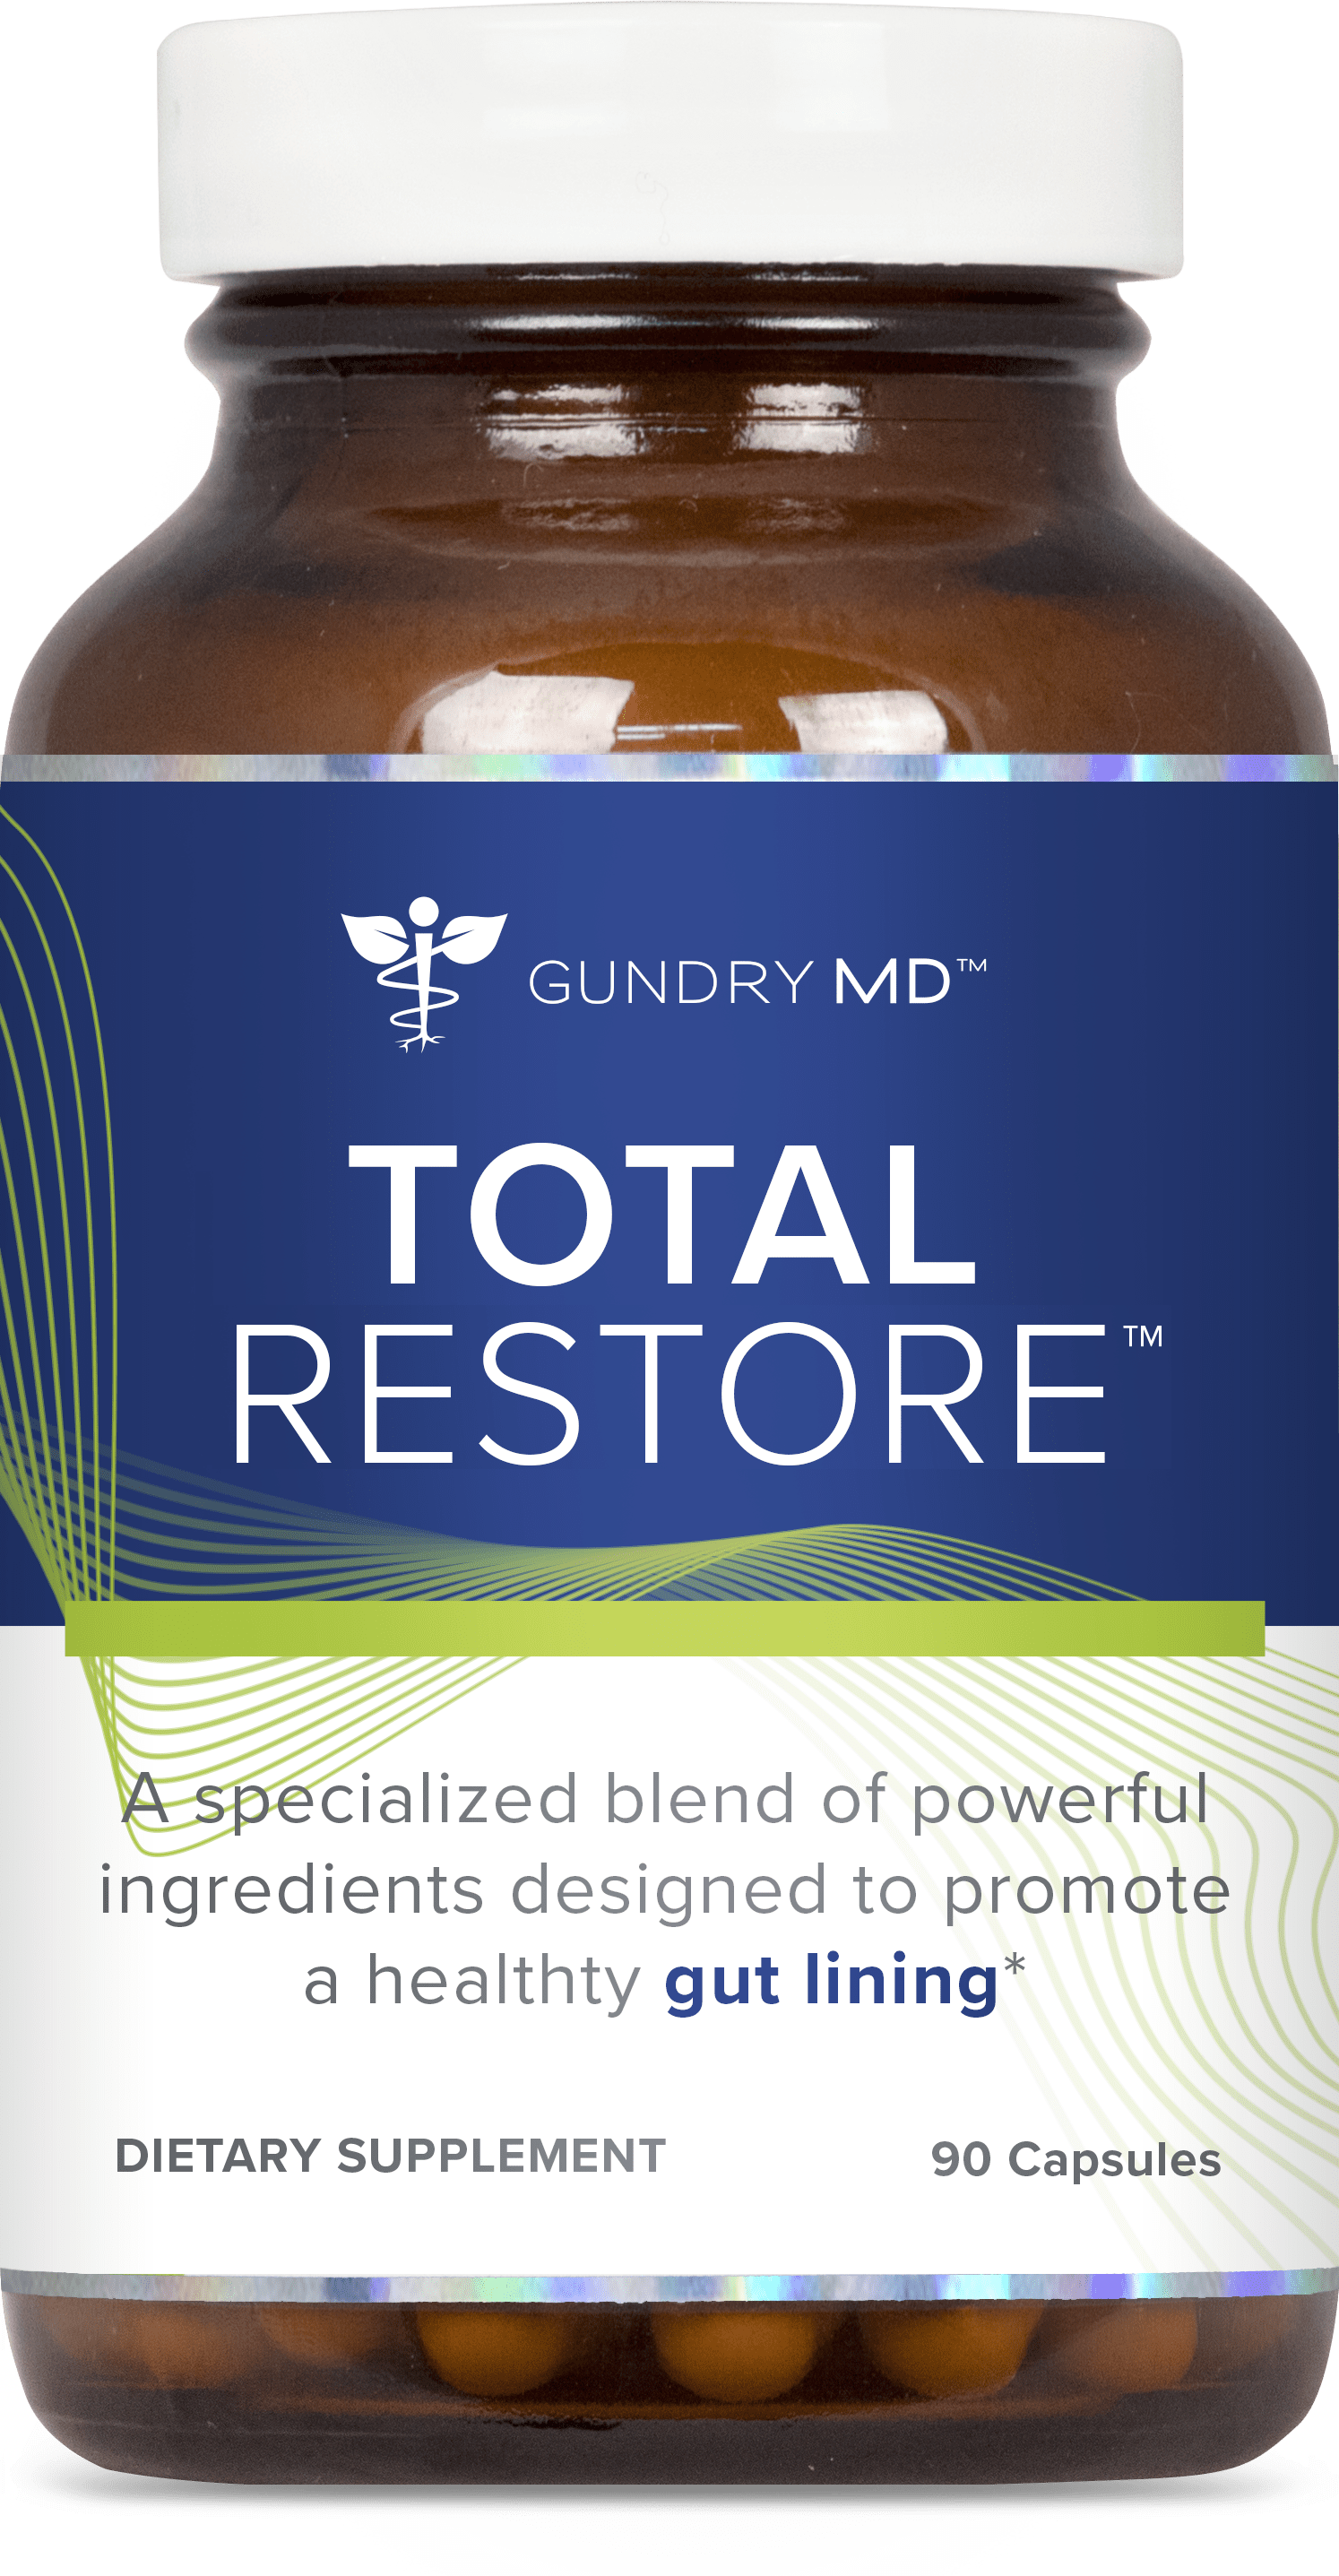 GUNDRY MD™
TOTAL
RESTORE™
A specialized blend of powerful
ingredients designed to promote
a healthty gut lining*
DIETARY SUPPLEMENT 90 Capsules